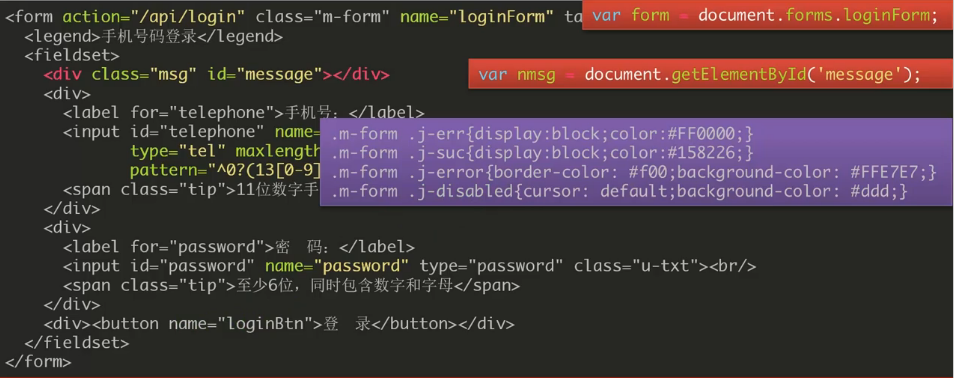 <form action="/api/login" class="m-form" name="loginForm" ta
var form = document.forms.loginForm;
<legend>手机号码登录</legend>
<fieldset>
<div class="msg" id="message"></div>
var nmsg = document.getElementById('message');
<div>
<label for="telephone">手机号：</label>
<input id="telephone" name=
type="tel" maxlength
pattern="^0?(13[0-9]
<span class="tip">11位数字手
.m-form .j-err{display:block;color:#FF0000;}
.m-form .j-suc{display:block;color:#158226;}
.m-form .j-error{border-color: #f00;background-color: #FFE7E7;}
.m-form .j-disabled{cursor: default;background-color: #ddd;}
</div>
<div>
<label for="password">密　码：</label>
<input id="password" name="password" type="password" class="u-txt"><br/>
<span class="tip">至少6位，同时包含数字和字母</span>
</div>
<div><button name="loginBtn">登　录</button></div>
</fieldset>
</form>